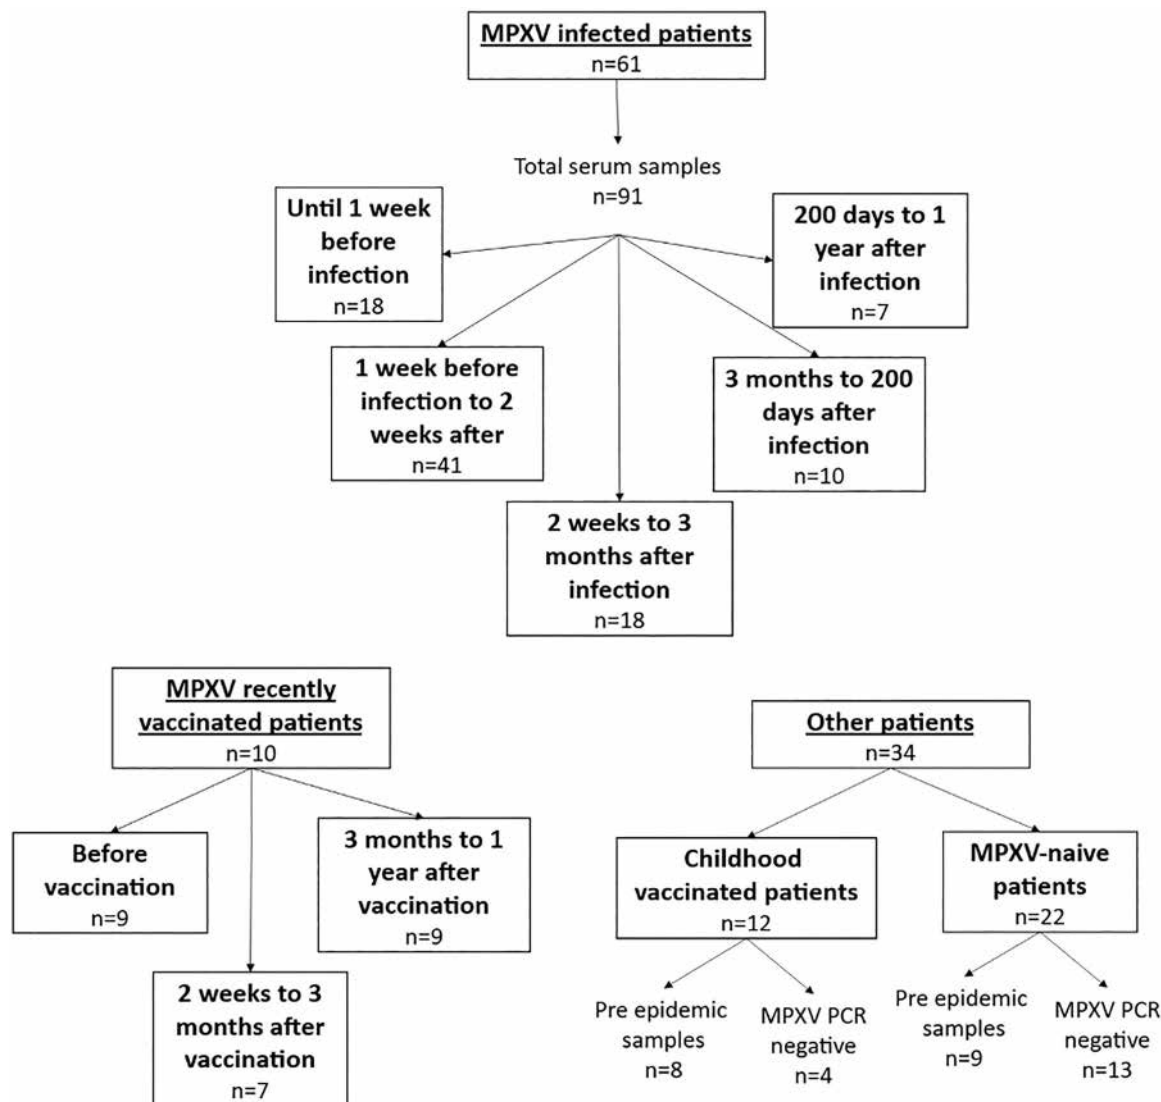 MPXV infected patients
n=61
Total serum samples
n=91
Until 1 week
before
infection
n=18
200 days to 1
year after
infection
n=7
1 week before
infection to 2
weeks after
n=41
3 months to 200
days after
infection
n=10
2 weeks to 3
months after
infection
n=18
MPXV recently
vaccinated patients
n=10
Before
vaccination
n=9
3 months to 1
year after
vaccination
n=9
2 weeks to 3
months after
vaccination
n=7
Other patients
n=34
Childhood
vaccinated patients
n=12
MPXV-naive
patients
n=22
Pre epidemic
samples
n=8
MPXV PCR
negative
n=4
Pre epidemic
samples
n=9
MPXV PCR
negative
n=13